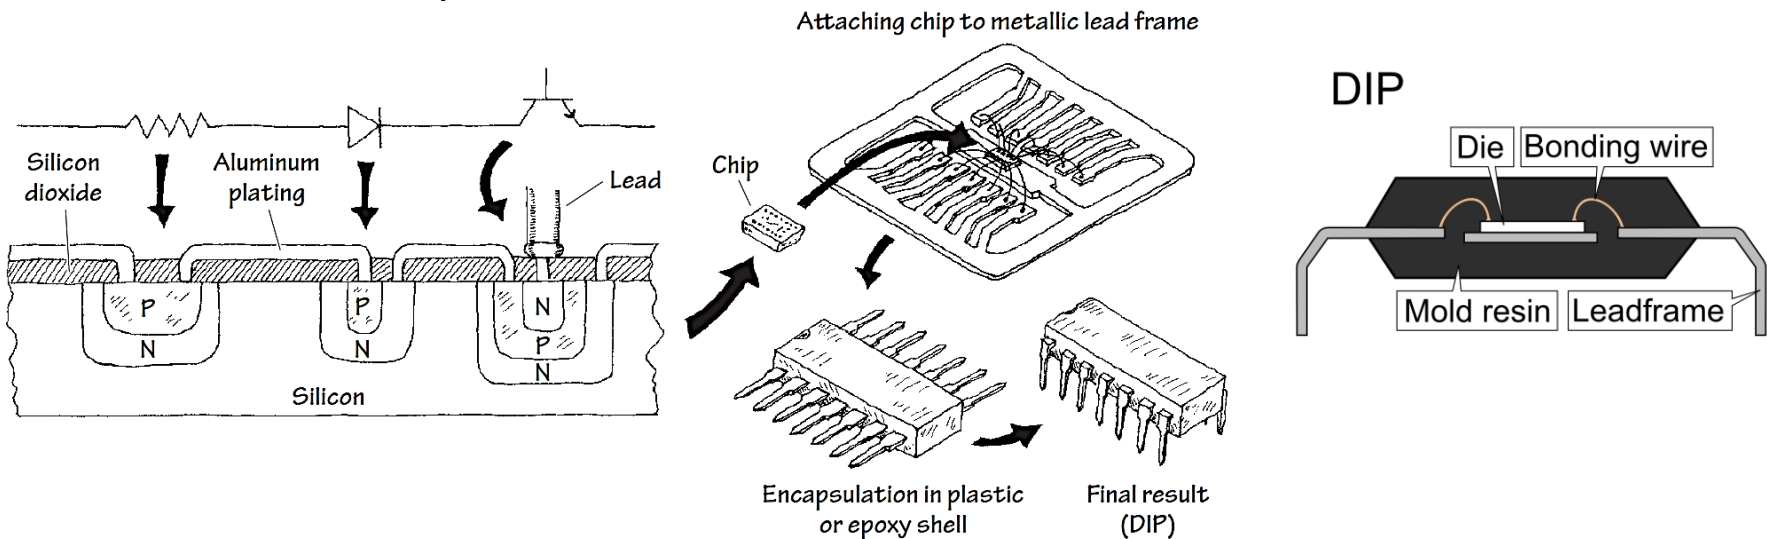 Silicon
dioxide
Aluminum
plating
Lead
P
N
P
N
N
P
N
Silicon
Attaching chip to metallic lead frame
Chip
Encapsulation in plastic
or epoxy shell
Final result
(DIP)
DIP
Die
Bonding wire
Mold resin
Leadframe